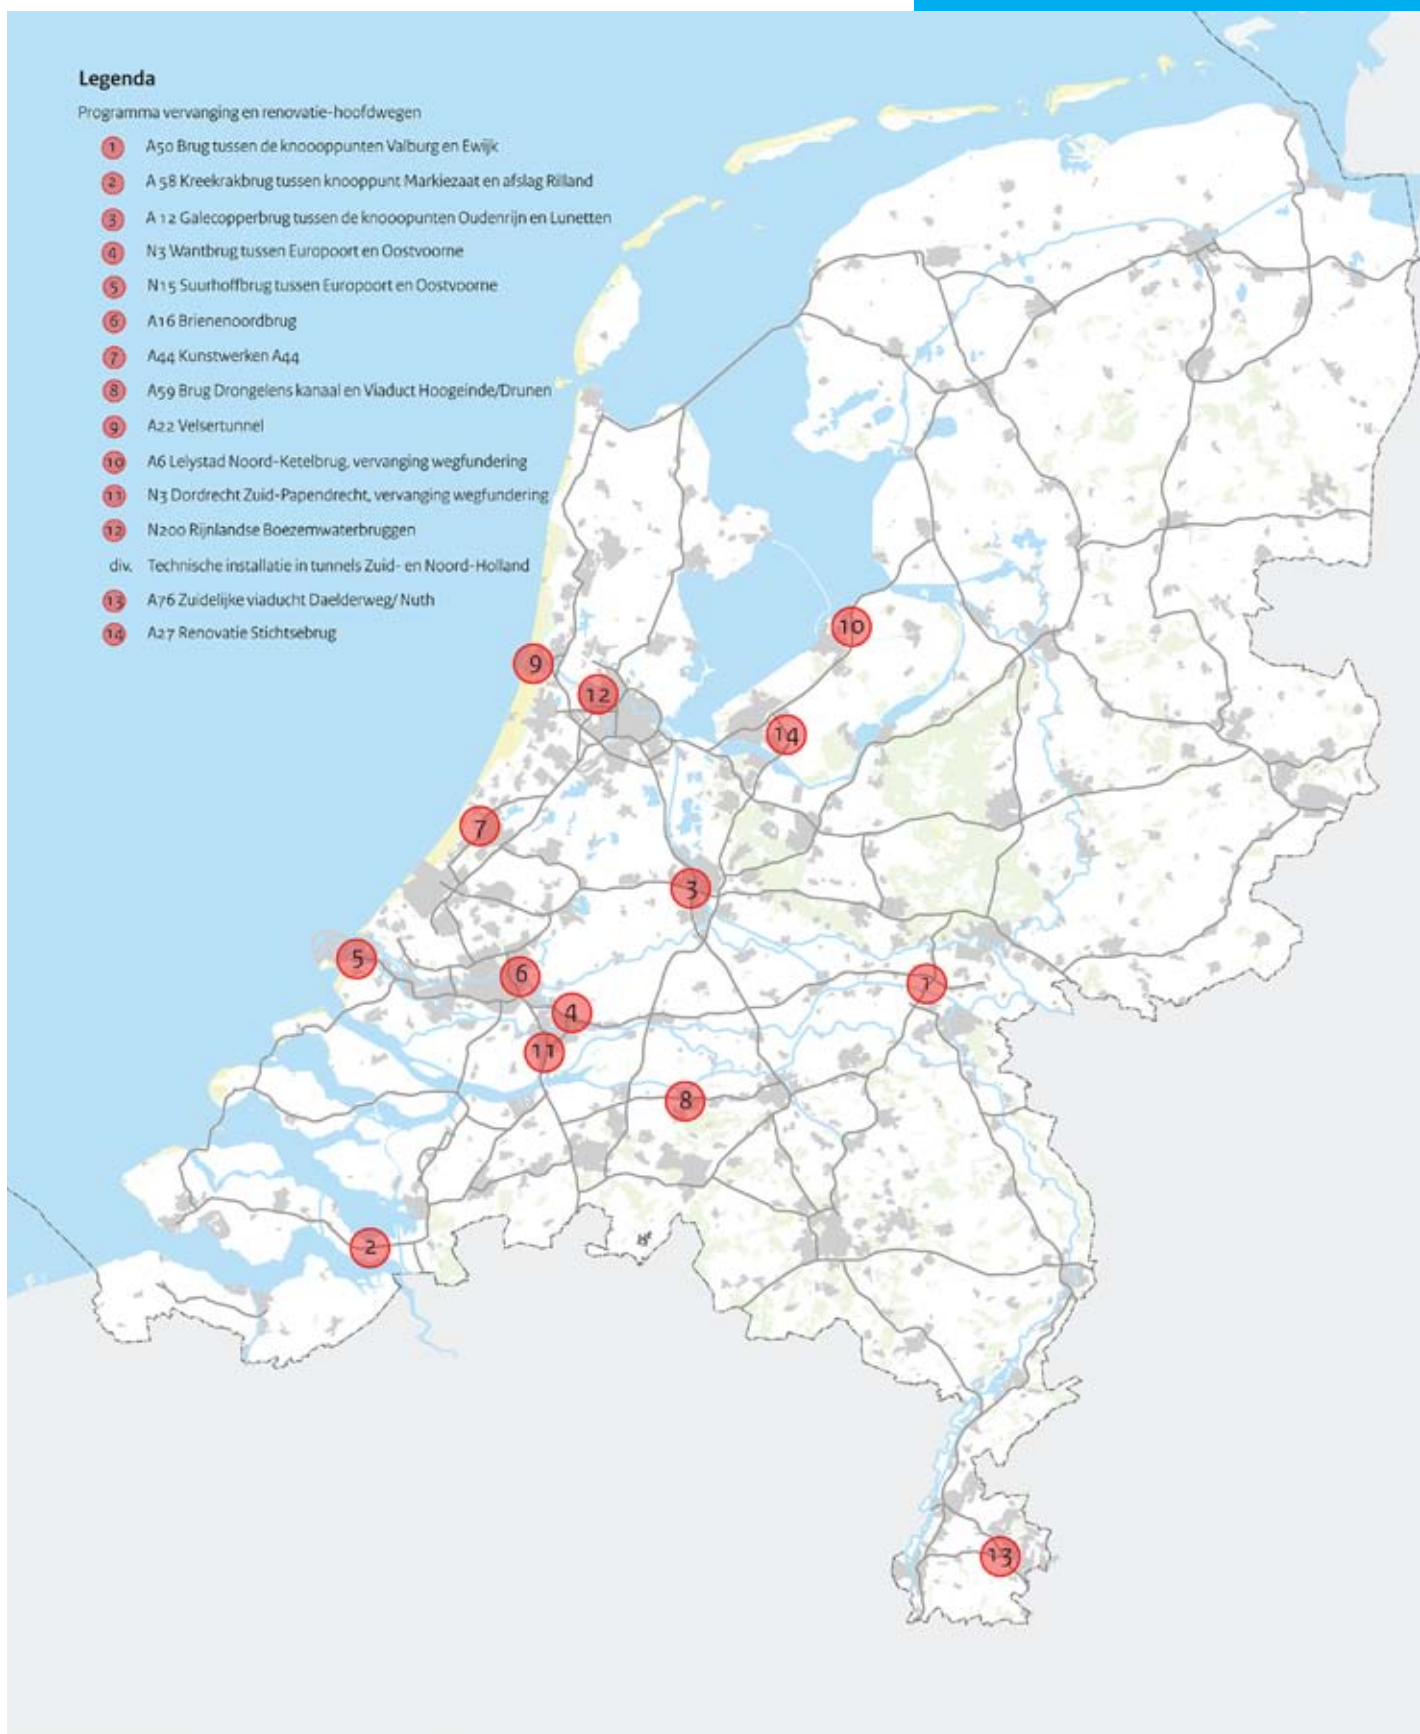 Legenda
Programma vervanging en renovatie-hoofdwegen
1 A50 Brug tussen de knoooppunten Valburg en Ewijk
2 A 58 Kreekrakbrug tussen knooppunt Markiezaat en afslag Rilland
3 A 12 Galecopperbrug tussen de knooopunten Oudenrijn en Lunetten
4 N3 Wantbrug tussen Europoort en Oostvoorne
5 N15 Suurhoffbrug tussen Europoort en Oostvoorne
6 A16 Brienenoordbrug
7 A44 Kunstwerken A44
8 A59 Brug Drongelens kanaal en Viaduct Hoogeinde/Drunen
9 A22 Velsertunnel
10 A6 Lelystad Noord-Ketelbrug, vervanging wegfundering
11 N3 Dordrecht Zuid-Papendrecht, vervanging wegfundering
12 N200 Rijnlandse Boezemwaterbruggen
div. Technische installatie in tunnels Zuid- en Noord-Holland
13 A76 Zuidelijke viaducht Daelderweg/ Nuth
14 A27 Renovatie Stichtsebrug
10
9
12
14
7
3
5
6
1
4
11
8
2
13